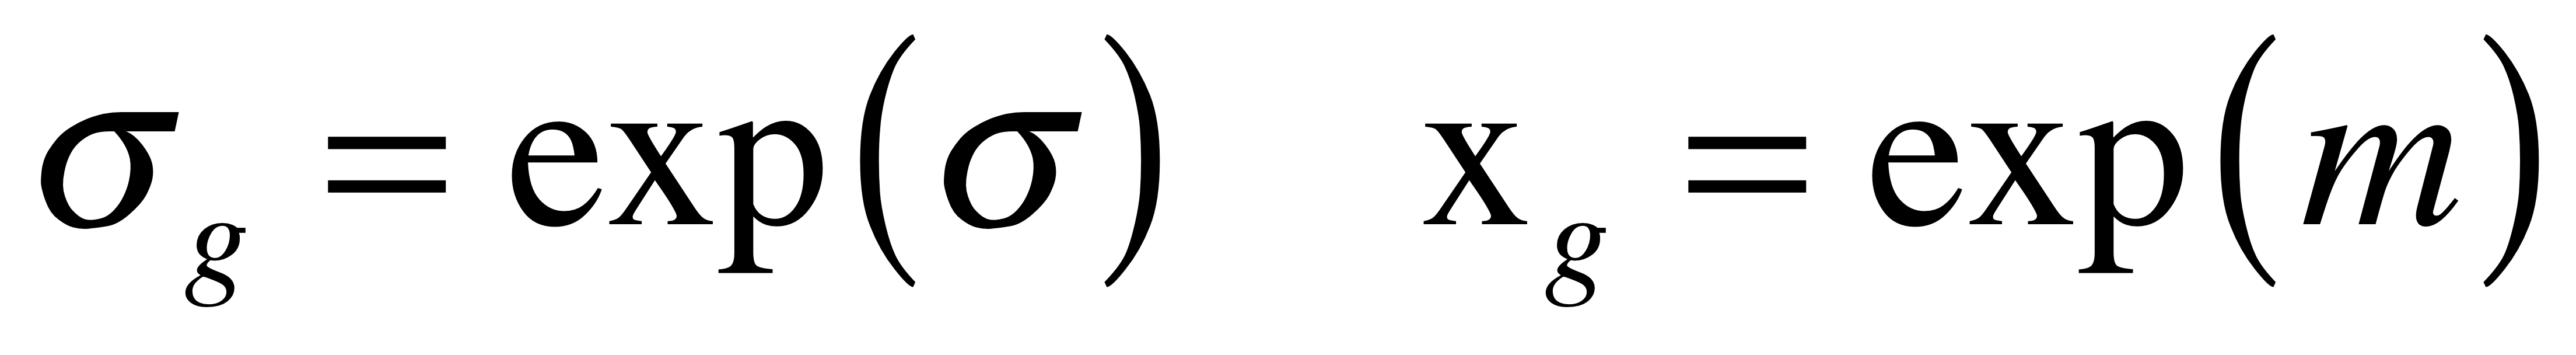 σ_g = exp(σ) x_g = exp(m)